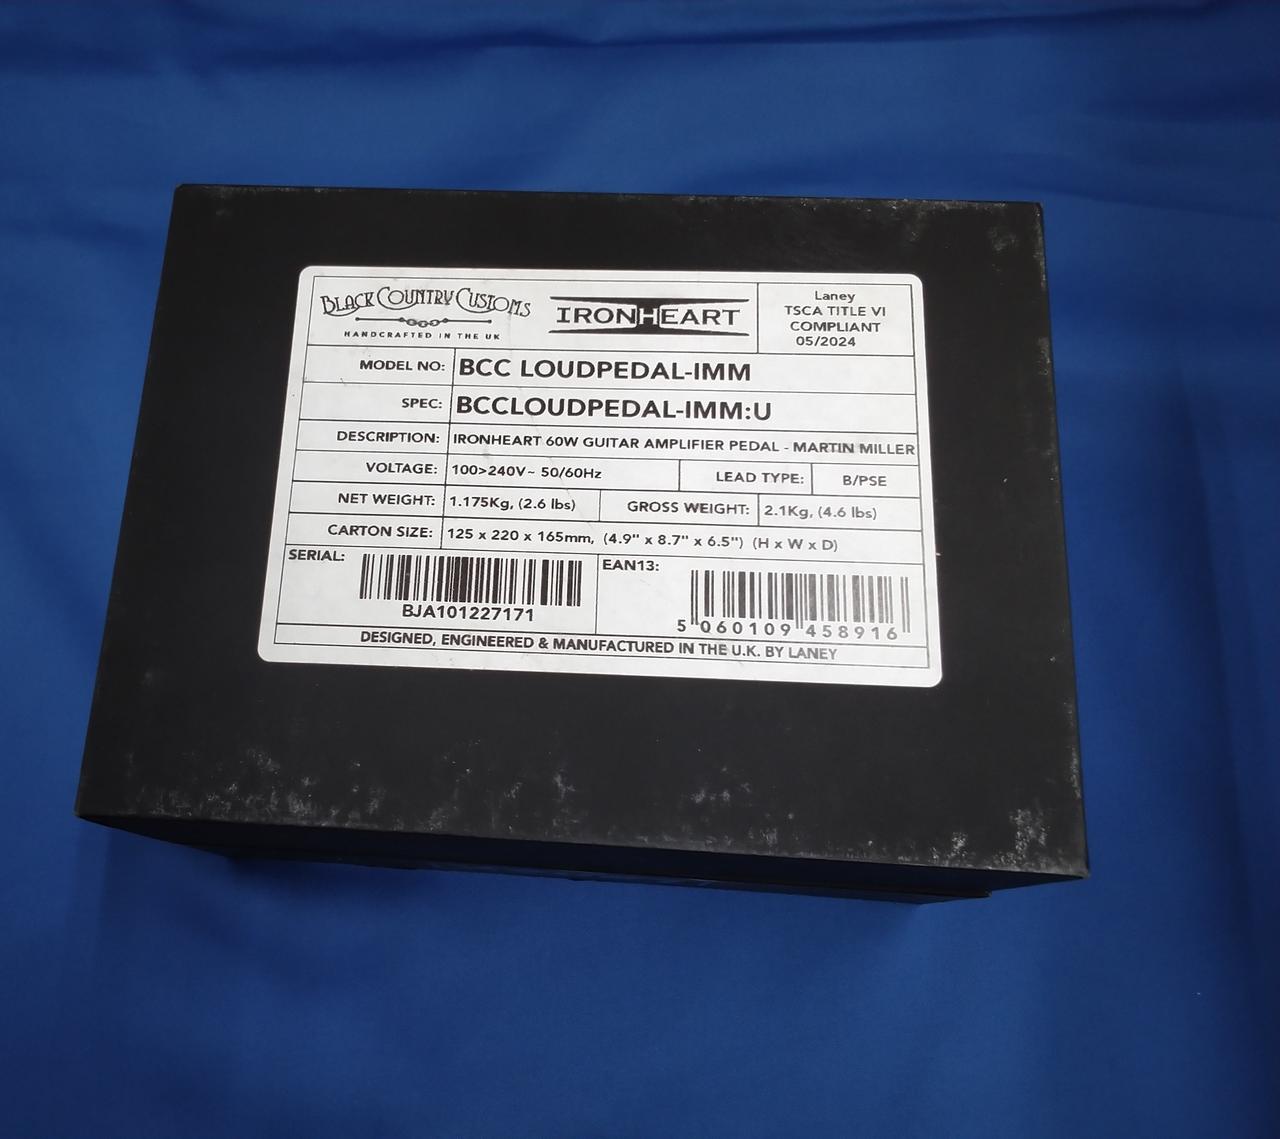 BLACK COUNTRY CUSTOMS
HANDCRAFTED IN THE UK
IRONHEART
Laney
TSCA TITLE VI
COMPLIANT
05/2024
MODEL NO: BCC LOUDPEDAL-IMM
SPEC: BCCLOUDPEDAL-IMM:U
DESCRIPTION: IRONHEART 60W GUITAR AMPLIFIER PEDAL - MARTIN MILLER
VOLTAGE: 100>240V~ 50/60Hz LEAD TYPE: B/PSE
NET WEIGHT: 1.175Kg, (2.6 lbs) GROSS WEIGHT: 2.1Kg, (4.6 lbs)
CARTON SIZE: 125 x 220 x 165mm, (4.9" x 8.7" x 6.5") (H x W x D)
SERIAL: EAN13:
BJA101227171
5 060109 458916
DESIGNED, ENGINEERED & MANUFACTURED IN THE U.K. BY LANEY